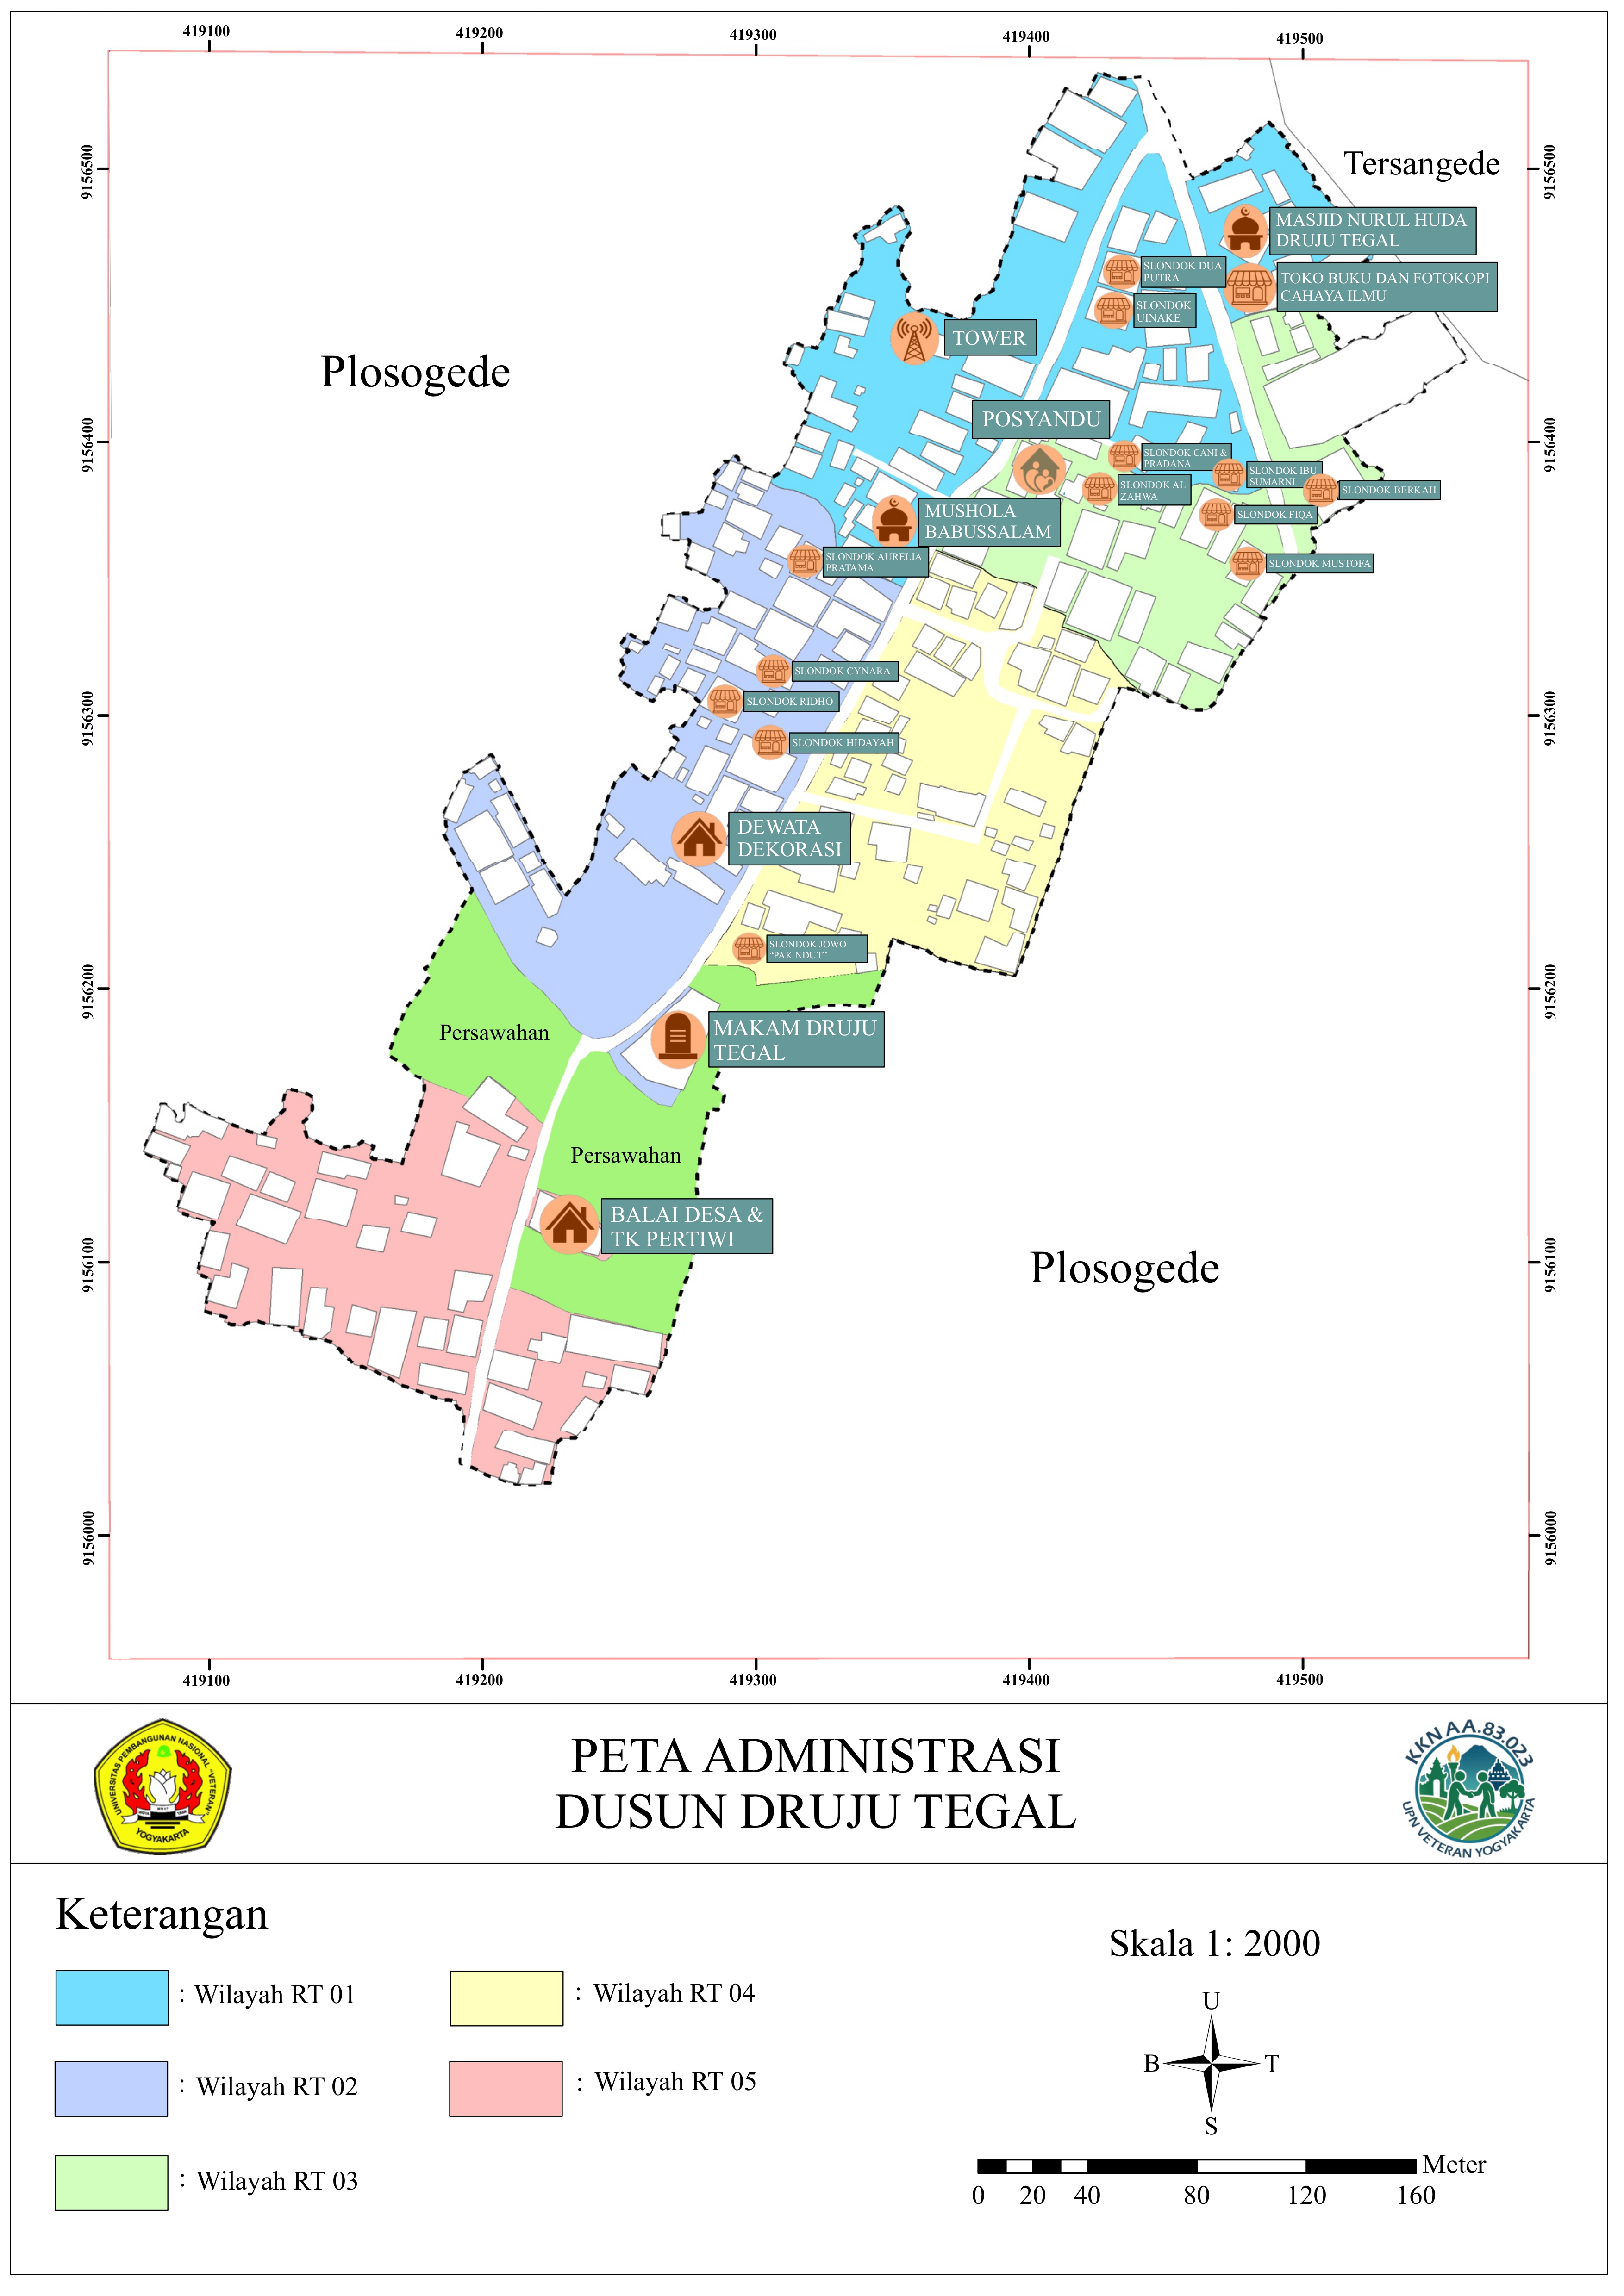 419100
419200
419300
419400
419500
9156500
9156500
Tersangede
MASJID NURUL HUDA
DRUJU TEGAL
SLONDOK DUA
PUTRA
TOKO BUKU DAN FOTOKOPI
CAHAYA ILMU
SLONDOK
UINAKE
TOWER
Plosogede
POSYANDU
9156400
9156400
SLONDOK CANI &
PRADANA
SLONDOK IBU
SUMARNI
SLONDOK AL
ZAHWA
SLONDOK BERKAH
MUSHOLA
BABUSSALAM
SLONDOK FIQA
SLONDOK AURELIA
PRATAMA
SLONDOK MUSTOFA
SLONDOK CYNARA
SLONDOK RIDHO
9156300
9156300
SLONDOK HIDAYAH
DEWATA
DEKORASI
SLONDOK JOWO
“PAK NDUT”
9156200
9156200
Persawahan
MAKAM DRUJU
TEGAL
Persawahan
BALAI DESA &
TK PERTIWI
9156100
9156100
Plosogede
9156000
9156000
419100
419200
419300
419400
419500
UNIVERSITAS PEMBANGUNAN NASIONAL "VETERAN"
YOGYAKARTA
PETA ADMINISTRASI
DUSUN DRUJU TEGAL
KKN AA.83.023
UPN VETERAN YOGYAKARTA
Keterangan
: Wilayah RT 01
: Wilayah RT 02
: Wilayah RT 03
: Wilayah RT 04
: Wilayah RT 05
Skala 1: 2000
U
B
T
S
Meter
0 20 40 80 120 160